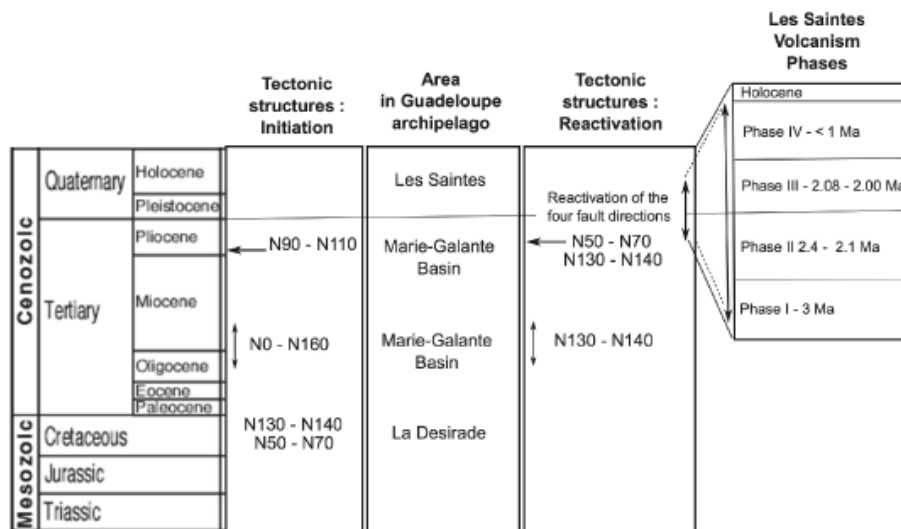 Les Saintes
Volcanism
Phases
Tectonic
structures :
Initiation
Area
in Guadeloupe
archipelago
Tectonic
structures :
Reactivation
Holocene
Phase IV - < 1 Ma
Phase III - 2.08 - 2.00 Ma
Phase II 2.4 - 2.1 Ma
Phase I - 3 Ma
Cenozoic
Quaternary
Holocene
Pleistocene
Les Saintes
Reactivation of the
four fault directions
Tertiary
Pliocene
N90 - N110
Marie-Galante
Basin
N50 - N70
N130 - N140
Miocene
N0 - N160
Marie-Galante
Basin
N130 - N140
Oligocene
Eocene
Paleocene
Mesozoic
Cretaceous
N130 - N140
N50 - N70
La Desirade
Jurassic
Triassic